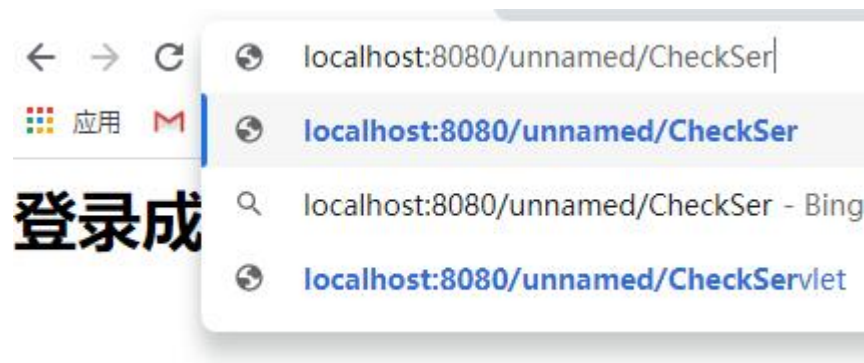 localhost:8080/unnamed/CheckSer
应用
localhost:8080/unnamed/CheckSer
登录成
localhost:8080/unnamed/CheckSer - Bing
localhost:8080/unnamed/CheckServlet